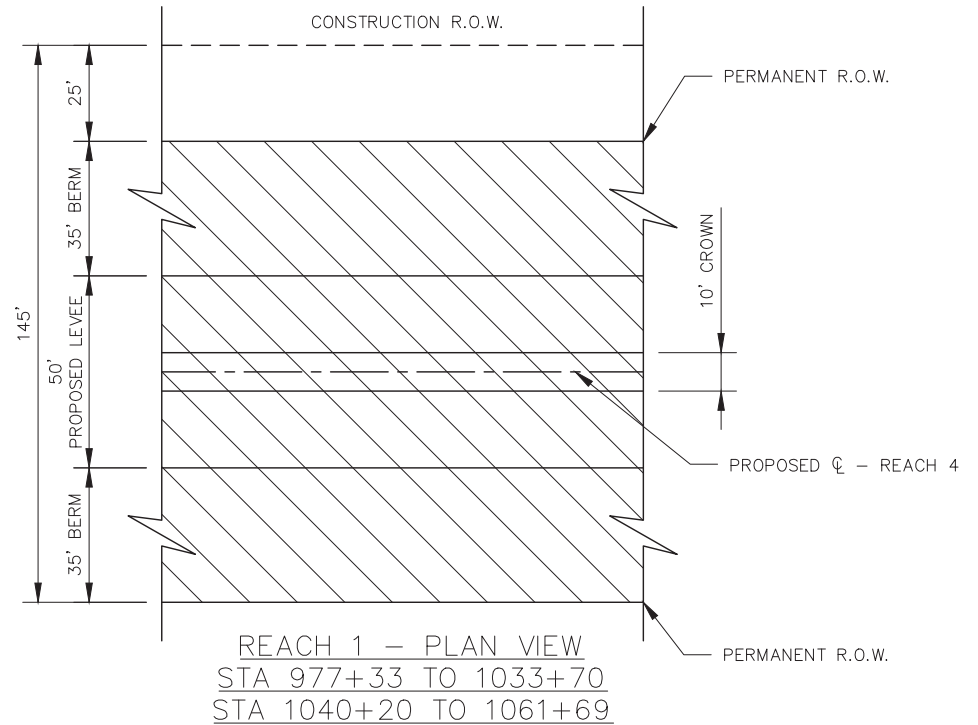 CONSTRUCTION R.O.W.
PERMANENT R.O.W.
25'
35' BERM
145'
50'
PROPOSED LEVEE
10' CROWN
PROPOSED ℄ – REACH 4
35' BERM
PERMANENT R.O.W.
REACH 1 – PLAN VIEW
STA 977+33 TO 1033+70
STA 1040+20 TO 1061+69